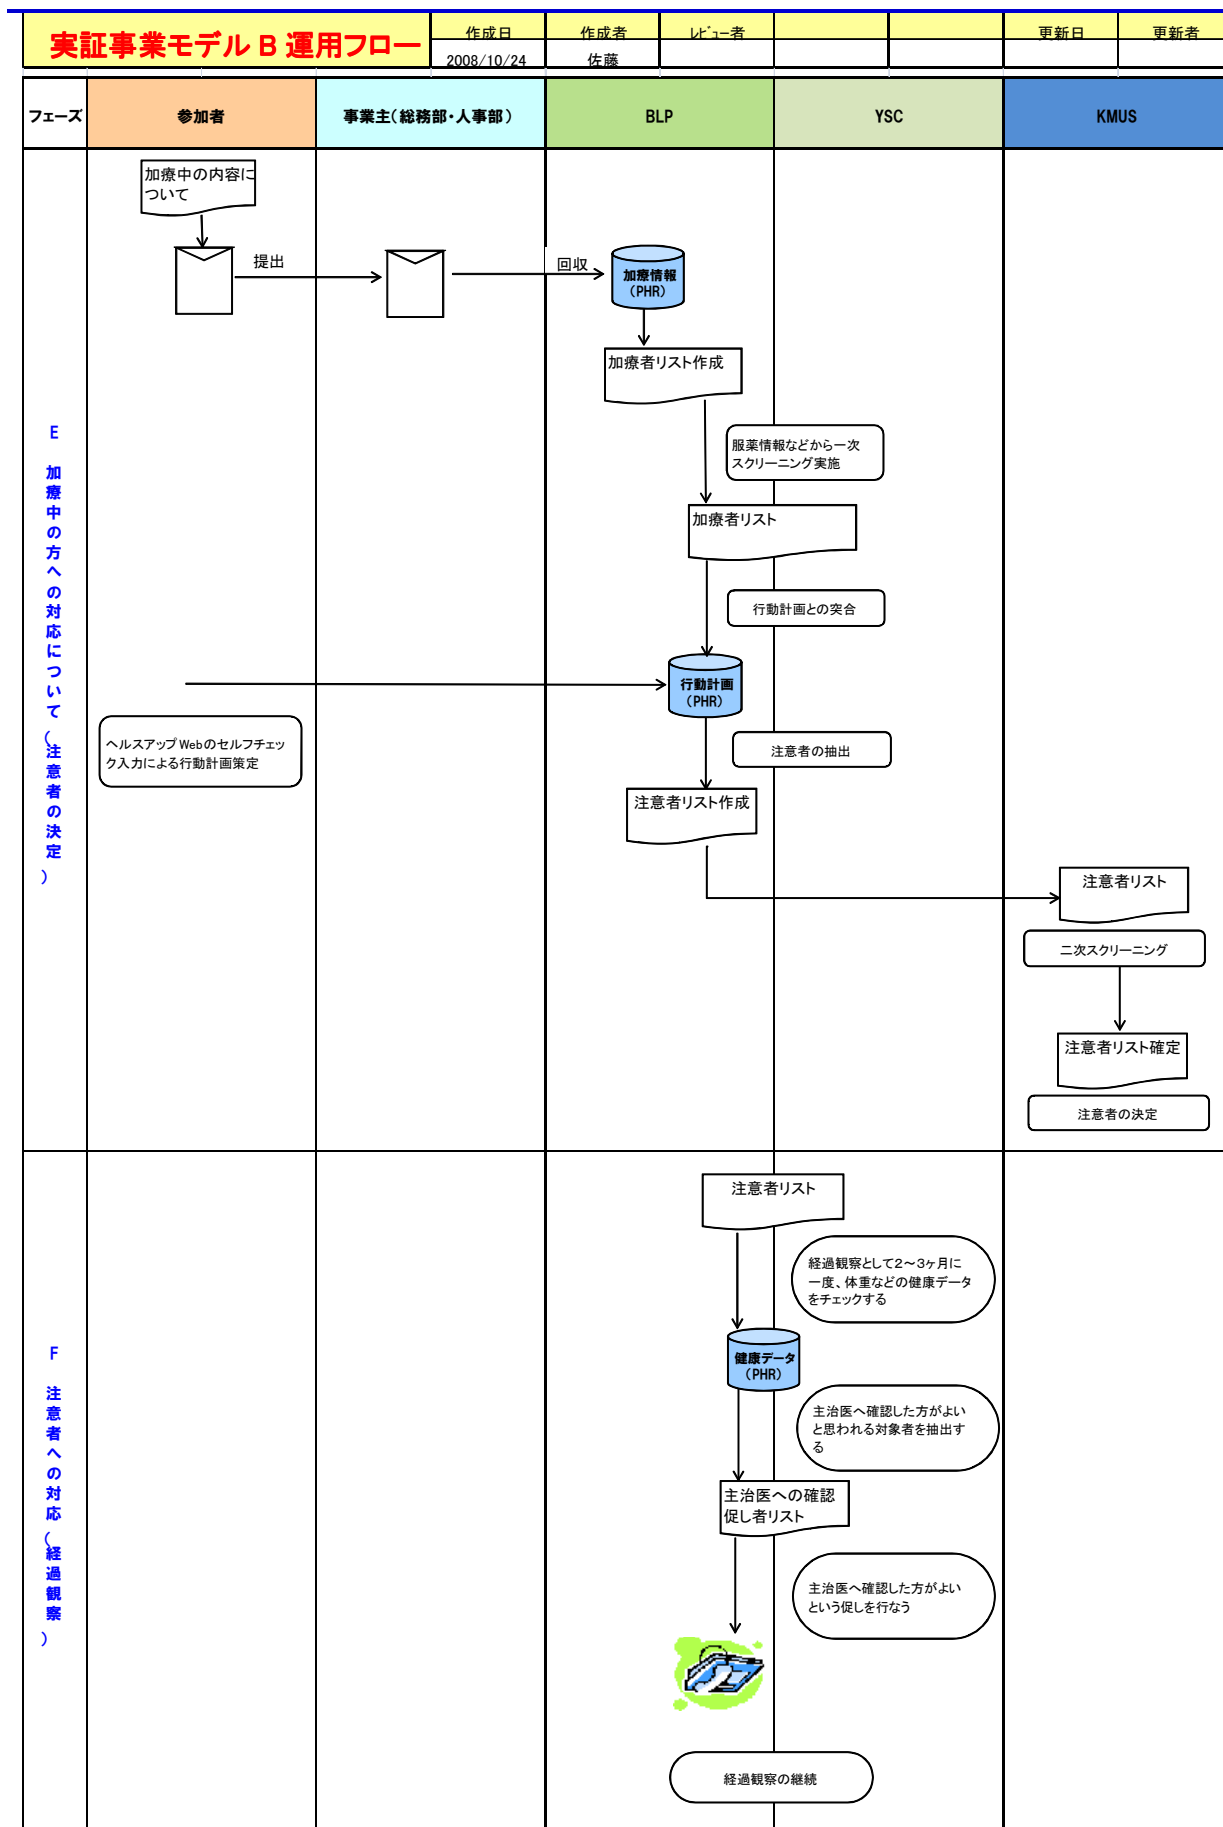 実証事業モデルB運用フロー
作成日
作成者
ﾚﾋﾞｭｰ者
更新日
更新者
2008/10/24
佐藤
フェーズ
参加者
事業主(総務部・人事部)
BLP
YSC
KMUS
E 加療中の方への対応について(注意者の決定)
加療中の内容に
ついて
提出
回収
加療情報
(PHR)
加療者リスト作成
服薬情報などから一次
スクリーニング実施
加療者リスト
行動計画との突合
行動計画
(PHR)
ヘルスアップWebのセルフチェッ
ク入力による行動計画策定
注意者の抽出
注意者リスト作成
注意者リスト
二次スクリーニング
注意者リスト確定
注意者の決定
F 注意者への対応(経過観察)
注意者リスト
経過観察として2～3ヶ月に
一度、体重などの健康データ
をチェックする
健康データ
(PHR)
主治医へ確認した方がよい
と思われる対象者を抽出す
る
主治医への確認
促し者リスト
主治医へ確認した方がよい
という促しを行なう
経過観察の継続